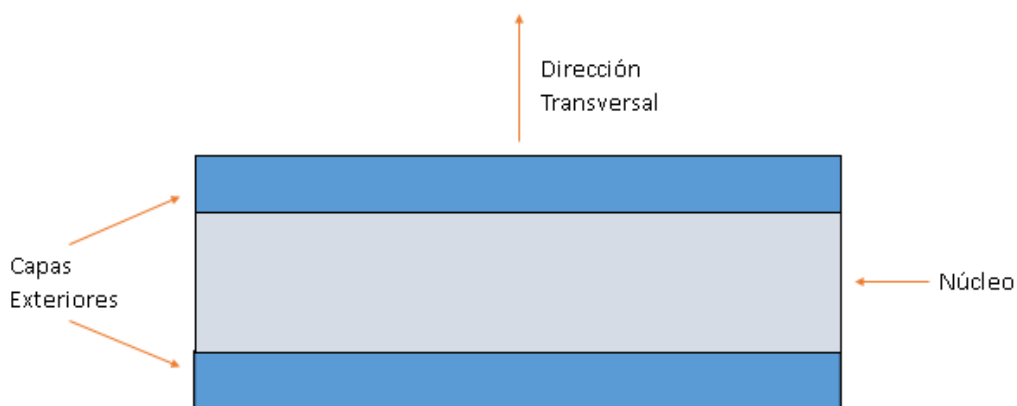 Dirección
Transversal
Capas
Exteriores
Núcleo